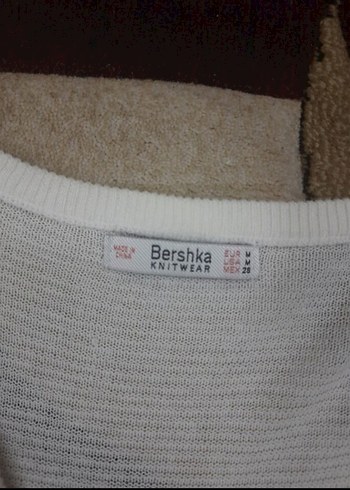 MADE IN
CHINA
Bershka
KNITWEAR
EUR M
USA M
MEX 28